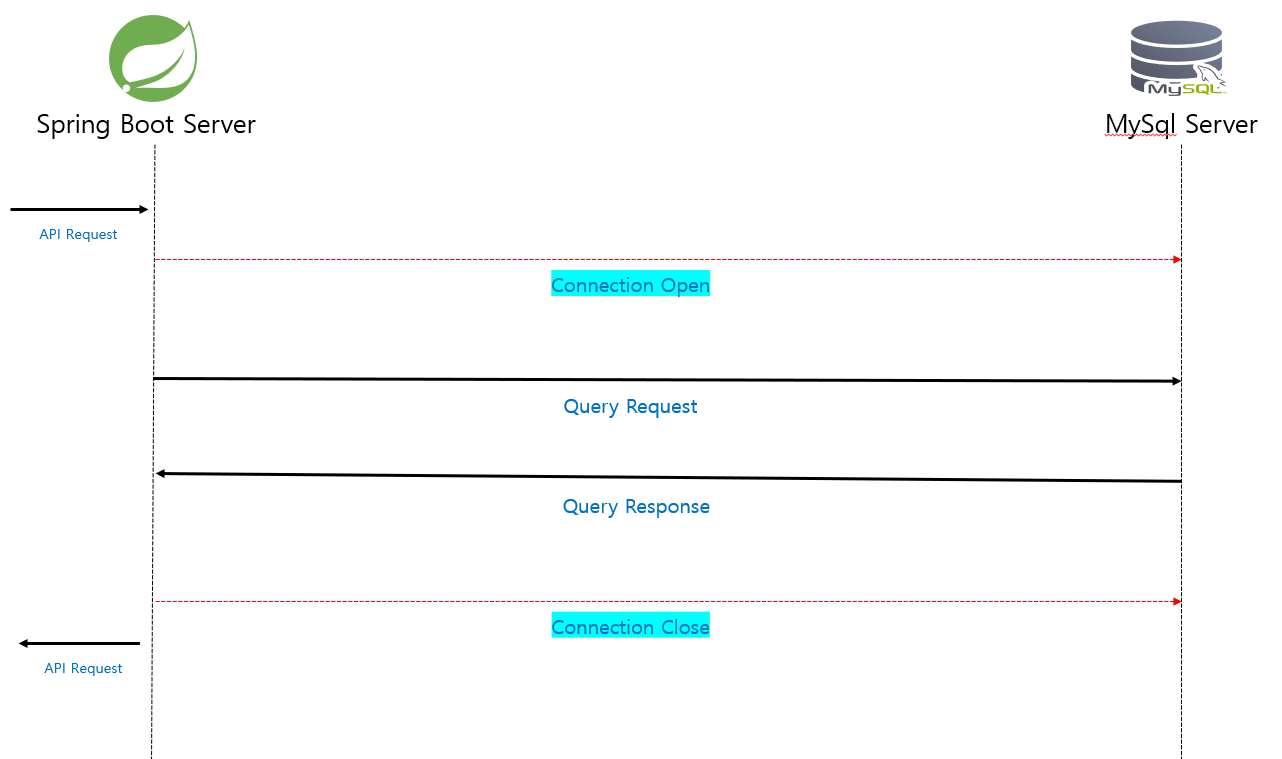 MySQL
Spring Boot Server
MySql Server
API Request
Connection Open
Query Request
Query Response
Connection Close
API Request